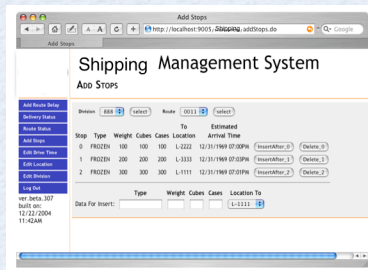 Add Stops
A A C + http://localhost:9005/Shipping/addStops.do Q- Google
Add Stops
Shipping Management System
ADD STOPS
Add Route Delay
Delivery Status
Route Status
Add Stops
Edit Drive Time
Edit Location
Edit Division
Log Out
ver.beta.307
built on:
12/22/2004
11:42AM
Division 888 select Route 0011 select
To Estimated
Stop Type Weight Cubes Cases Location Arrival Time
0 FROZEN 100 100 100 L-2222 12/31/1969 07:00PM InsertAfter_0 Delete_0
1 FROZEN 200 200 200 L-3333 12/31/1969 07:03PM InsertAfter_1 Delete_1
2 FROZEN 300 300 300 L-1111 12/31/1969 07:01PM InsertAfter_2 Delete_2
Type Weight Cubes Cases Location To
Data For Insert: L-1111